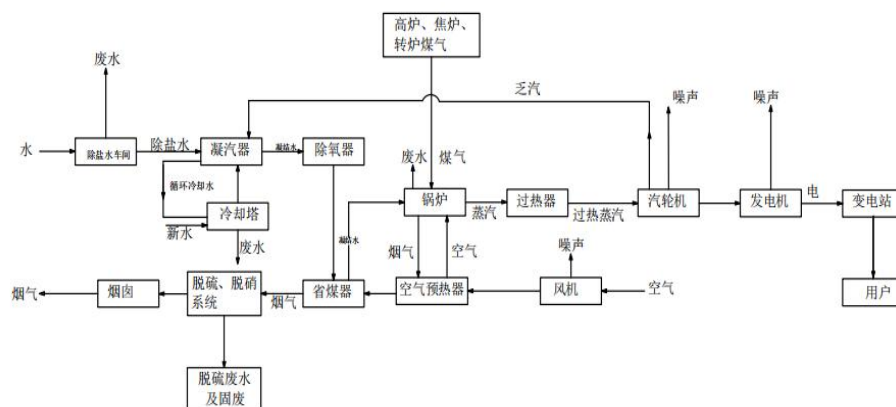 高炉、焦炉、
转炉煤气
废水
乏汽
噪声
噪声
水
除盐水车间
除盐水
凝汽器
凝结水
除氧器
废水
煤气
循环冷却水
冷却塔
新水
废水
凝结水
锅炉
蒸汽
过热器
过热蒸汽
汽轮机
发电机
电
变电站
烟气
空气
噪声
烟气
烟囱
脱硫、脱硝
系统
烟气
省煤器
空气预热器
风机
空气
用户
脱硫废水
及固废